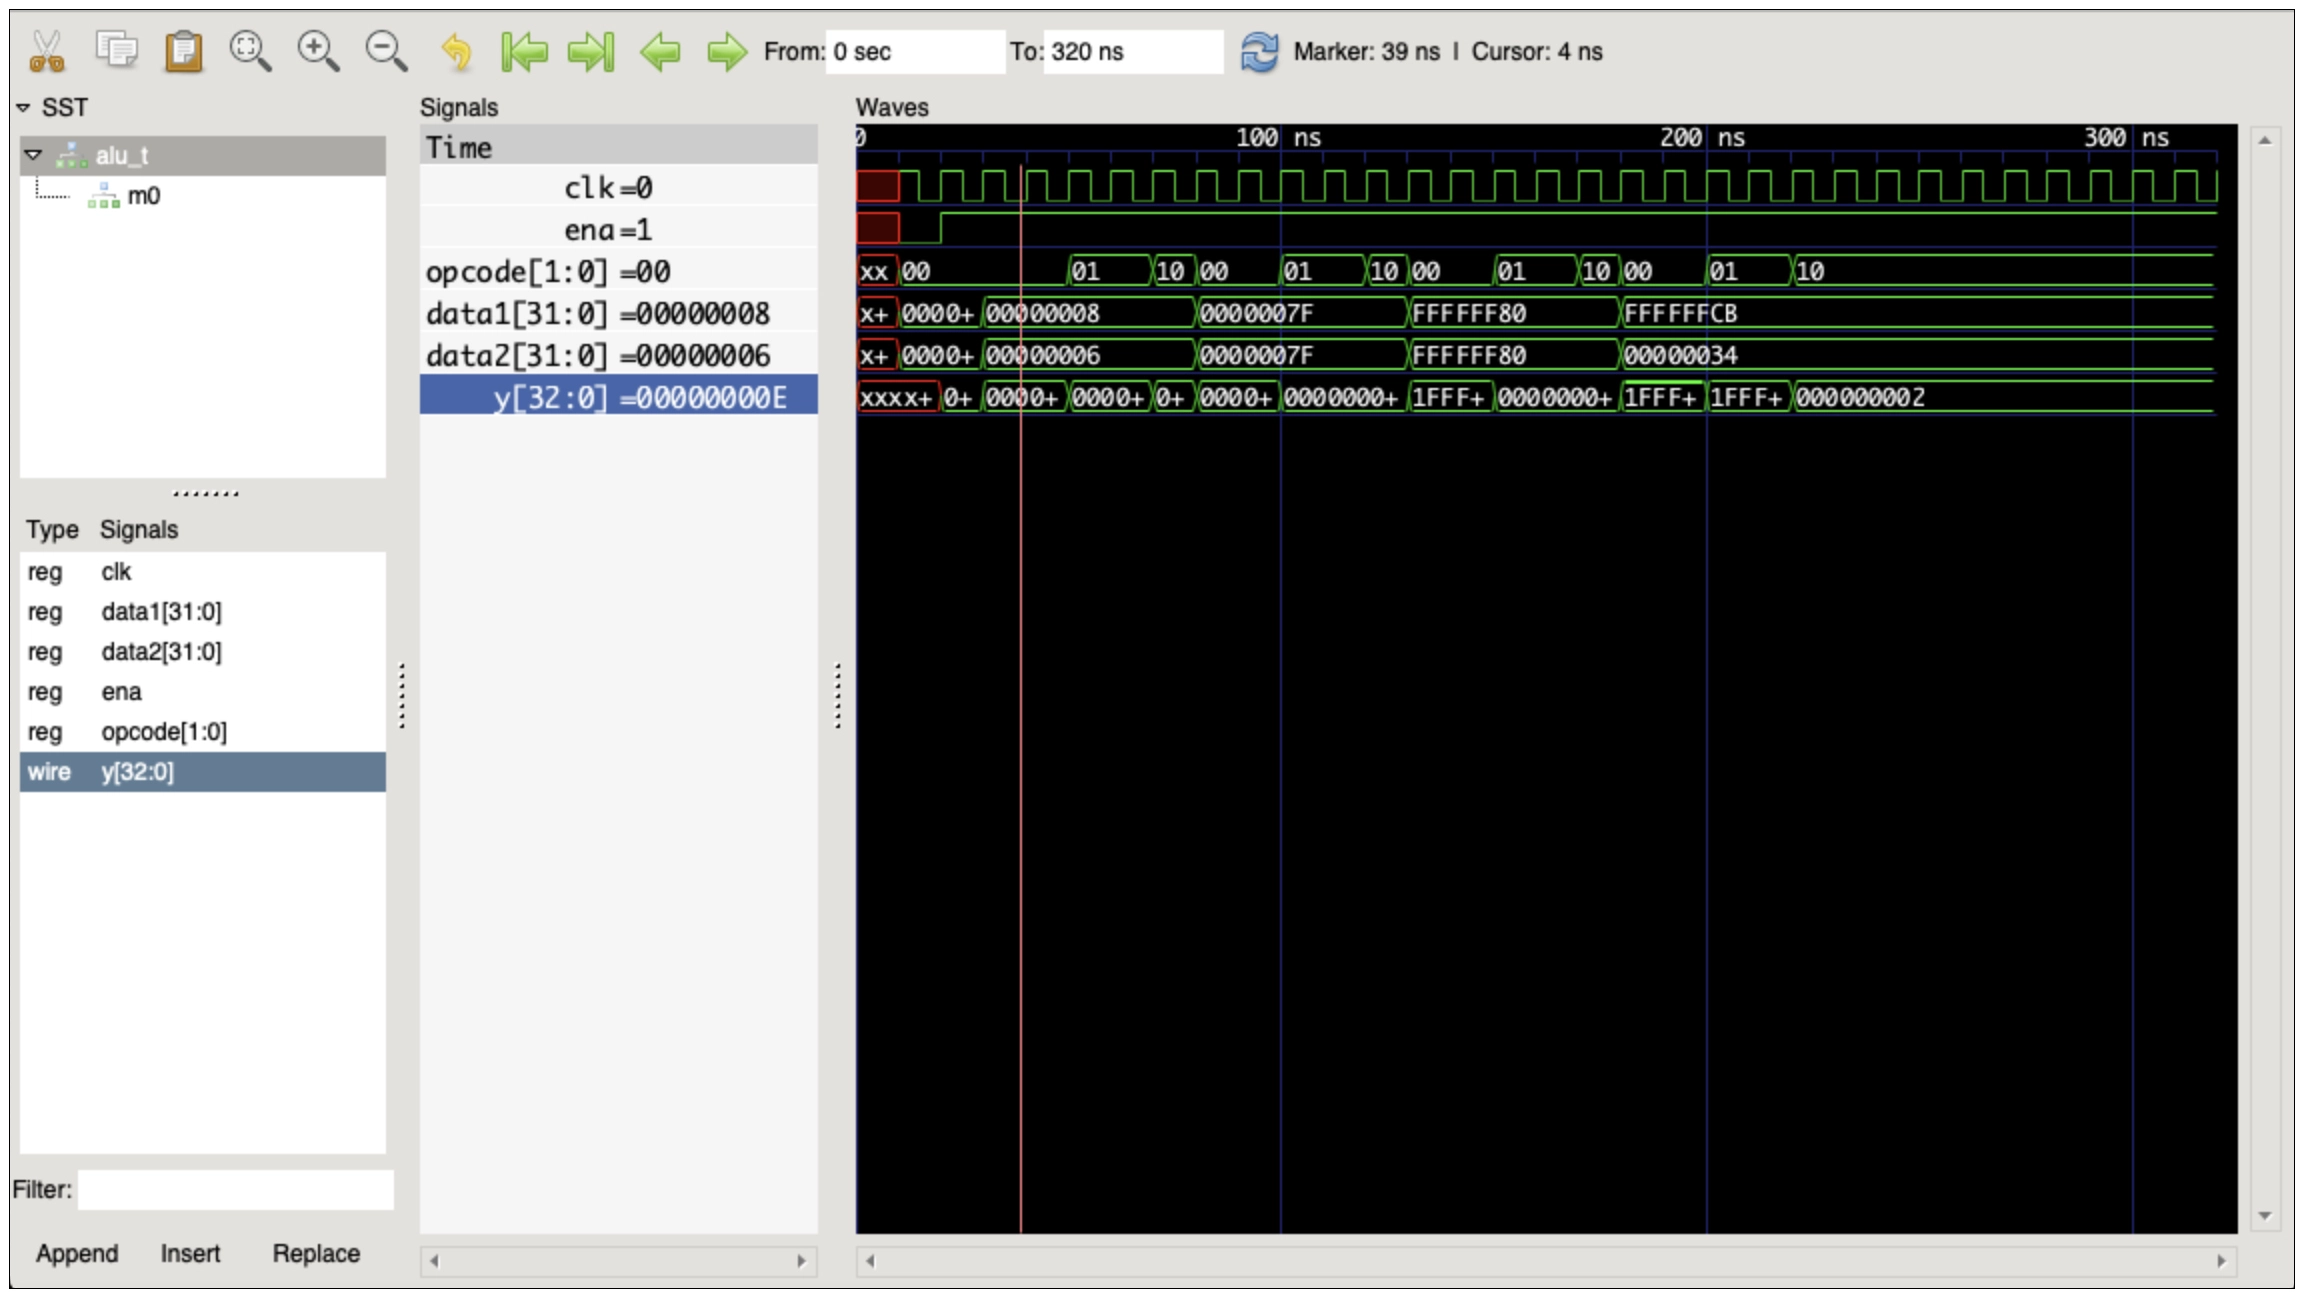 From: 0 sec To: 320 ns Marker: 39 ns | Cursor: 4 ns
SST
alu_t
m0
Type Signals
reg clk
reg data1[31:0]
reg data2[31:0]
reg ena
reg opcode[1:0]
wire y[32:0]
Filter:
Append Insert Replace
Signals
Time
clk=0
ena=1
opcode[1:0] =00
data1[31:0] =00000008
data2[31:0] =00000006
y[32:0] =00000000E
Waves
0 100 ns 200 ns 300 ns
xx 00 01 10 00 01 10 00 01 10 00 01 10
x+ 0000+ 00000008 0000007F FFFFFF80 FFFFFFCB
x+ 0000+ 00000006 0000007F FFFFFF80 00000034
xxxx+ 0+ 0000+ 0000+ 0+ 0000+ 0000000+ 1FFF+ 0000000+ 1FFF+ 1FFF+ 000000002